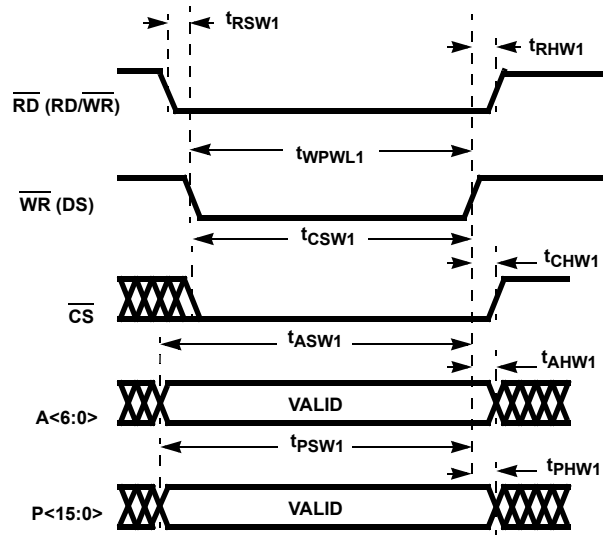 tRSW1
tRHW1
RD (RD/WR)
tWPWL1
WR (DS)
tCSW1
tCHW1
CS
tASW1
tAHW1
A<6:0>
VALID
tPSW1
tPHW1
P<15:0>
VALID